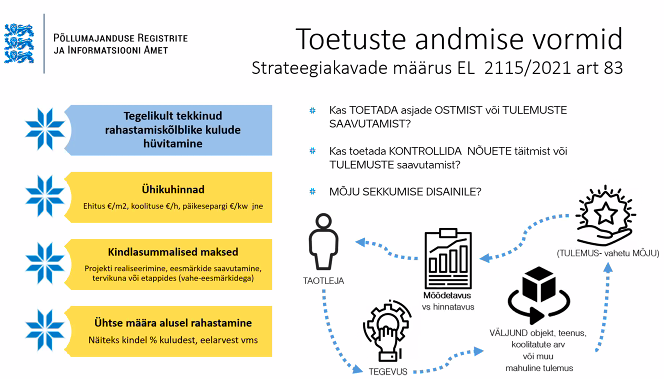 PÕLLUMAJANDUSE REGISTRITE
JA INFORMATSIOONI AMET
Toetuste andmise vormid
Strateegiakavade määrus EL 2115/2021 art 83
Tegelikult tekkinud
rahastamiskõlblike kulude
hüvitamine
Ühikuhinnad
Ehitus €/m2, koolituse €/h, päikesepargi €/kw jne
Kindlasummalised maksed
Projekti realiseerimine, eesmärkide saavutamine,
tervikuna või etappides (vahe-eesmärkidega)
Ühtse määra alusel rahastamine
Näiteks kindel % kuludest, eelarvest vms
# Kas TOETADA asjade OSTMIST või TULEMUSTE
SAAVUTAMIST?
# Kas toetada KONTROLLIDA NÕUETE täitmist või
TULEMUSTE saavutamist?
# MÕJU SEKKUMISE DISAINILE?
TAOTLEJA
Mõõdetavus
vs hinnatavus
(TULEMUS- vahetu MÕJU)
TEGEVUS
VÄLJUND objekt, teenus,
koolitatute arv
või muu
mahuline tulemus